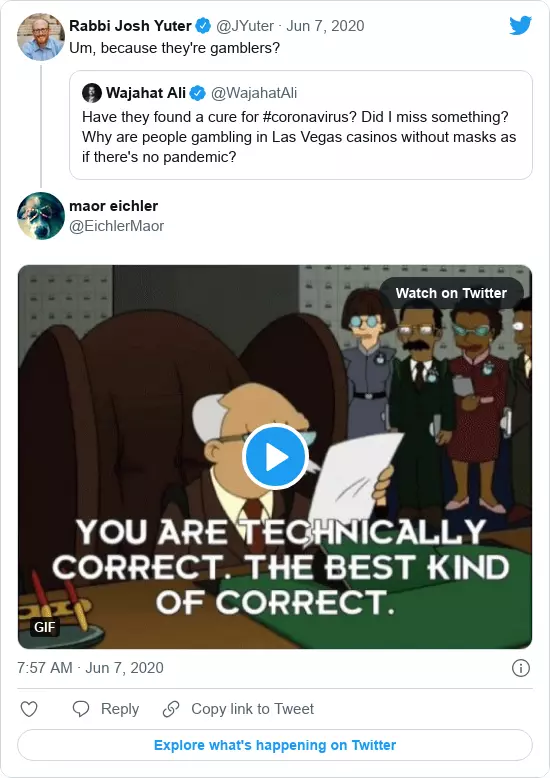 Rabbi Josh Yuter @JYuter · Jun 7, 2020
Um, because they're gamblers?
Wajahat Ali @WajahatAli
Have they found a cure for #coronavirus? Did I miss something?
Why are people gambling in Las Vegas casinos without masks as
if there's no pandemic?
maor eichler
@EichlerMaor
Watch on Twitter
YOU ARE TECHNICALLY
CORRECT. THE BEST KIND
OF CORRECT.
GIF
7:57 AM · Jun 7, 2020
Reply
Copy link to Tweet
Explore what's happening on Twitter